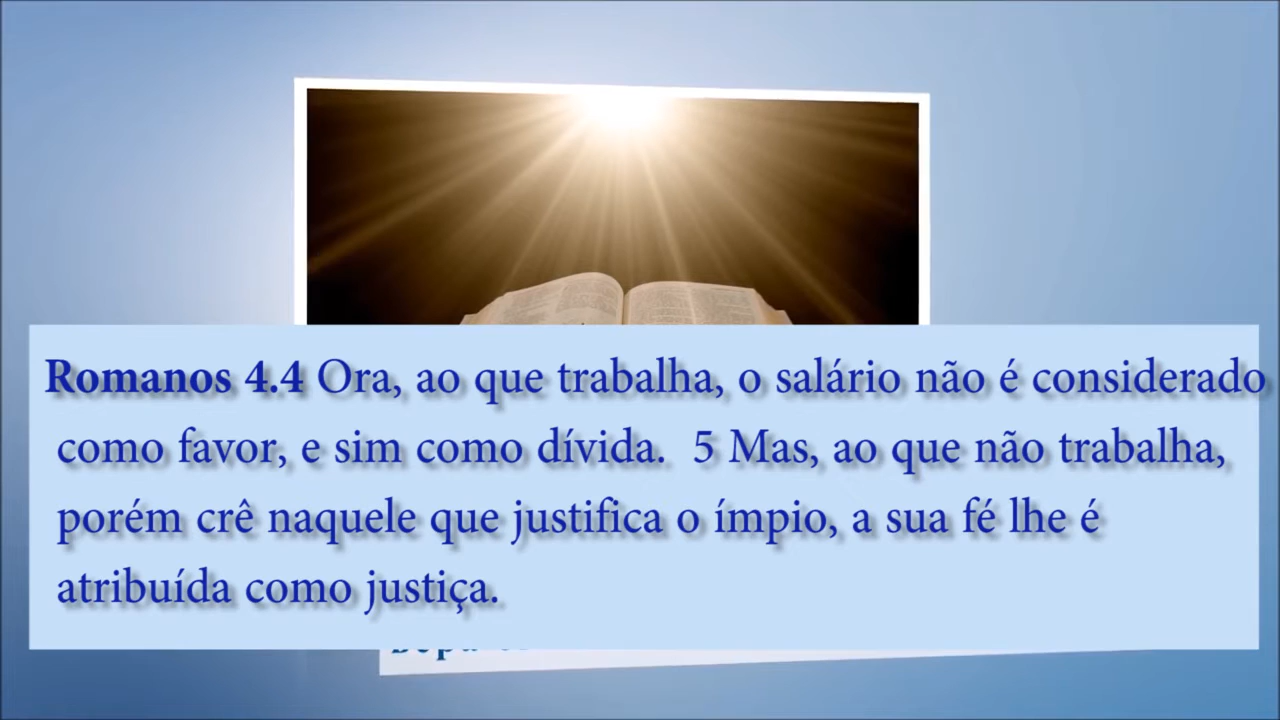 Romanos 4.4 Ora, ao que trabalha, o salário não é considerado
como favor, e sim como dívida.  5 Mas, ao que não trabalha,
porém crê naquele que justifica o ímpio, a sua fé lhe é
atribuída como justiça.